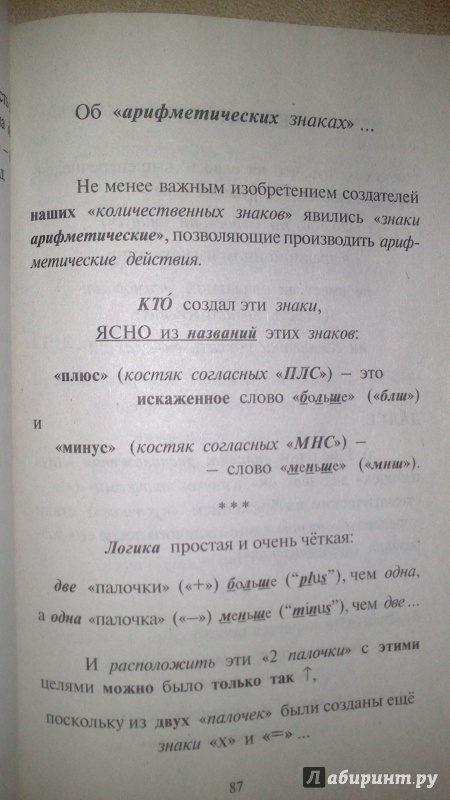 Об «арифметических знаках» ...
Не менее важным изобретением создателей
наших «количественных знаков» явились «знаки
арифметические», позволяющие производить ариф-
метические действия.
КТО́ создал эти знаки,
ЯСНО из названий этих знаков:
«плюс» (костяк согласных «ПЛС») – это
искаженное слово «больше» («блш»)
и
«минус» (костяк согласных «МНС») –
– слово «меньше» («мнш»).
* * *
Логика простая и очень чёткая:
две «палочки» («+») больше (“plus”), чем одна,
а одна «палочка» («–») меньше (“minus”), чем две ...
И расположить эти «2 палочки» с этими
целями можно было только так ↑,
поскольку из двух «палочек» были созданы ещё
знаки «x» и «=» ...
87
Лабиринт.ру